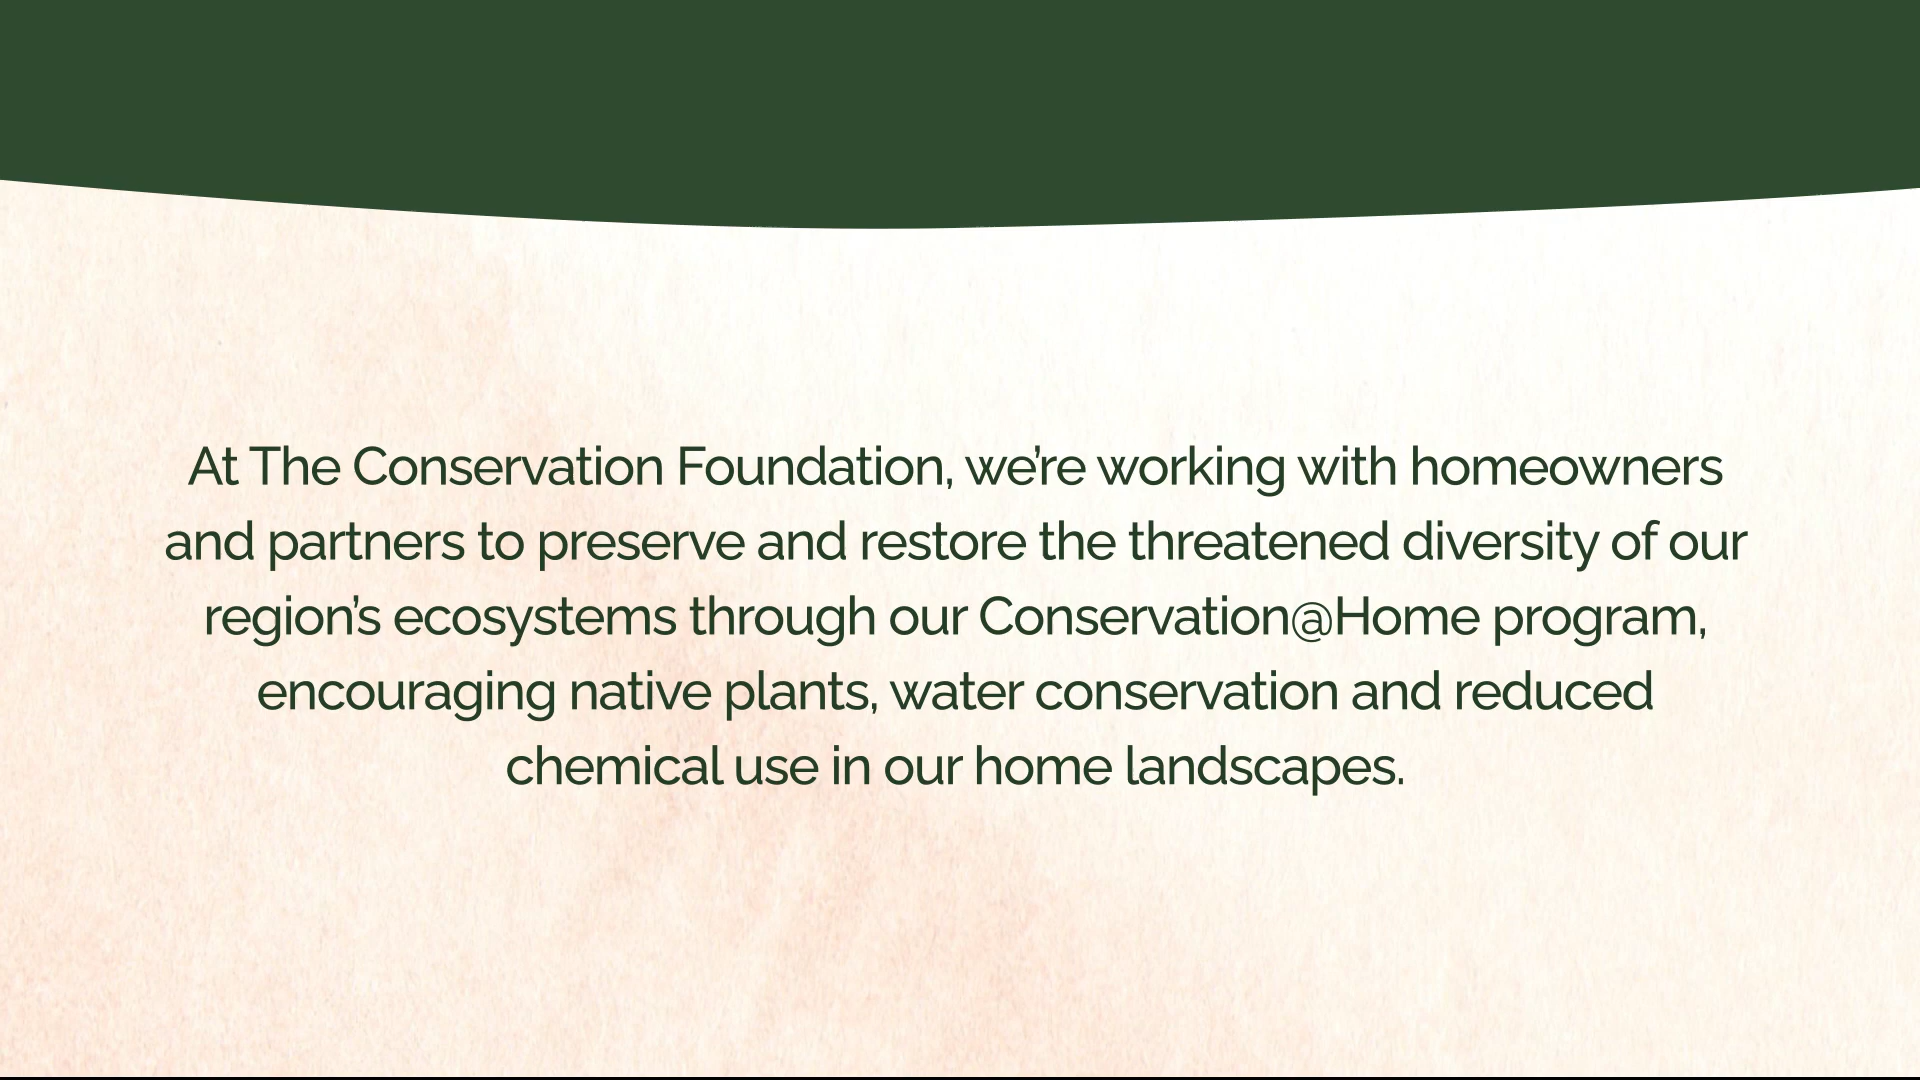 At The Conservation Foundation, we’re working with homeowners
and partners to preserve and restore the threatened diversity of our
region’s ecosystems through our Conservation@Home program,
encouraging native plants, water conservation and reduced
chemical use in our home landscapes.